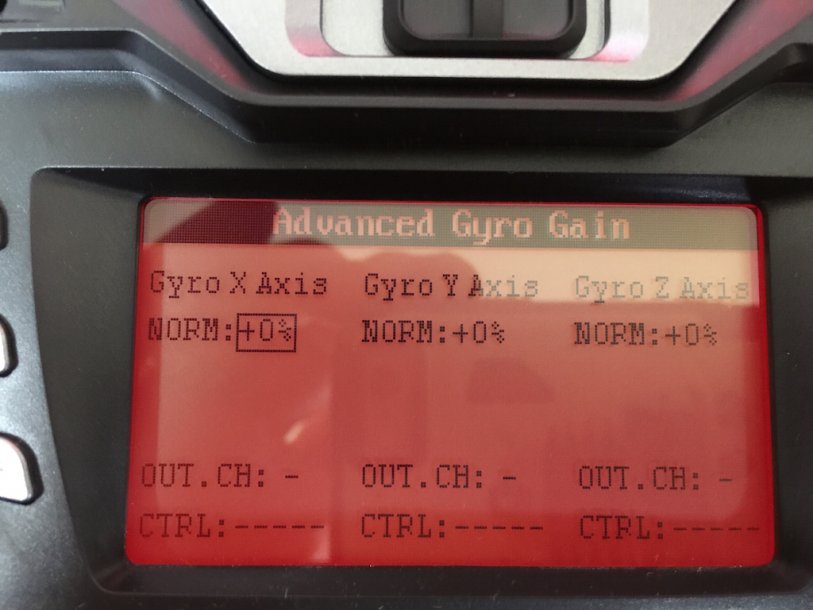 Advanced Gyro Gain
Gyro X Axis Gyro Y Axis Gyro Z Axis
NORM:+0% NORM:+0% NORM:+0%
OUT.CH: - OUT.CH: - OUT.CH: -
CTRL:----- CTRL:----- CTRL:-----